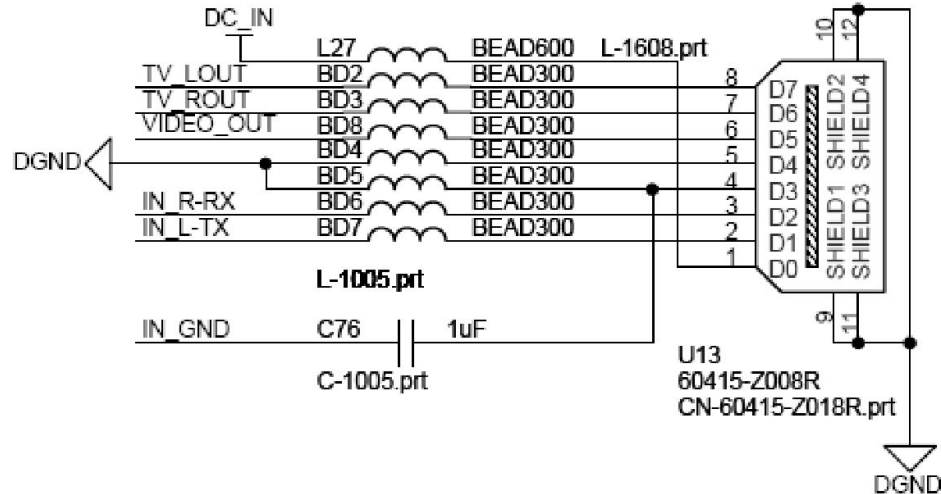 DC_IN
L27 BEAD600 L-1608.prt
TV_LOUT BD2 BEAD300 8 D7
TV_ROUT BD3 BEAD300 7 D6
VIDEO_OUT BD8 BEAD300 6 D5
DGND BD4 BEAD300 5 D4
BD5 BEAD300 4 D3
IN_R-RX BD6 BEAD300 3 D2
IN_L-TX BD7 BEAD300 2 D1
1 D0
10 12
SHIELD2 SHIELD4
SHIELD1 SHIELD3
9 11
L-1005.prt
IN_GND C76 1uF
C-1005.prt
U13
60415-Z008R
CN-60415-Z018R.prt
DGND